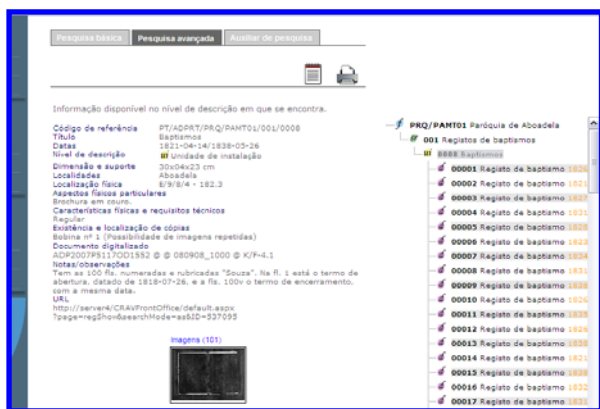 Pesquisa básica Pesquisa avançada Auxiliar de pesquisa
Informação disponível no nível de descrição em que se encontra.
Código de referência PT/ADPRT/PRQ/PAMT01/001/0008
Título Baptismos
Datas 1821-04-14/1838-05-26
Nível de descrição Unidade de instalação
Dimensão e suporte 30x04x23 cm
Localidades Aboadela
Localização física E/9/8/4 - 182.3
Aspectos físicos particulares
Brochura em couro.
Características físicas e requisitos técnicos
Regular
Existência e localização de cópias
Bobina nº 1 (Possibilidade de imagens repetidas)
Documento digitalizado
ADP2007PS117OD1552 @ @ 080908_1000 @ K/F-4.1
Notas/observações
Tem as 100 fls. numeradas e rubricadas "Souza". Na fl. 1 está o termo de
abertura, datado de 1818-07-26, e a fls. 100v o termo de encerramento,
com a mesma data.
URL
http://server4/CRAVFrontOffice/default.aspx
?page=regShow&searchMode=as&ID=537095
Imagens (101)
PRQ/PAMT01 Paróquia de Aboadela
001 Registos de baptismos
0008 Baptismos
00001 Registo de baptismo
00002 Registo de baptismo
00003 Registo de baptismo
00004 Registo de baptismo
00005 Registo de baptismo
00006 Registo de baptismo
00007 Registo de baptismo
00008 Registo de baptismo
00009 Registo de baptismo
00010 Registo de baptismo
00011 Registo de baptismo
00012 Registo de baptismo
00013 Registo de baptismo
00014 Registo de baptismo
00015 Registo de baptismo
00016 Registo de baptismo
00017 Registo de baptismo